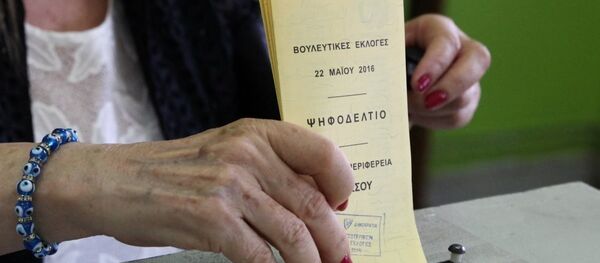 ΒΟΥΛΕΥΤΙΚΕΣ ΕΚΛΟΓΕΣ
22 ΜΑΪΟΥ 2016
ΨΗΦΟΔΕΛΤΙΟ
ΠΕΡΙΦΕΡΕΙΑ
ΣΟΥ